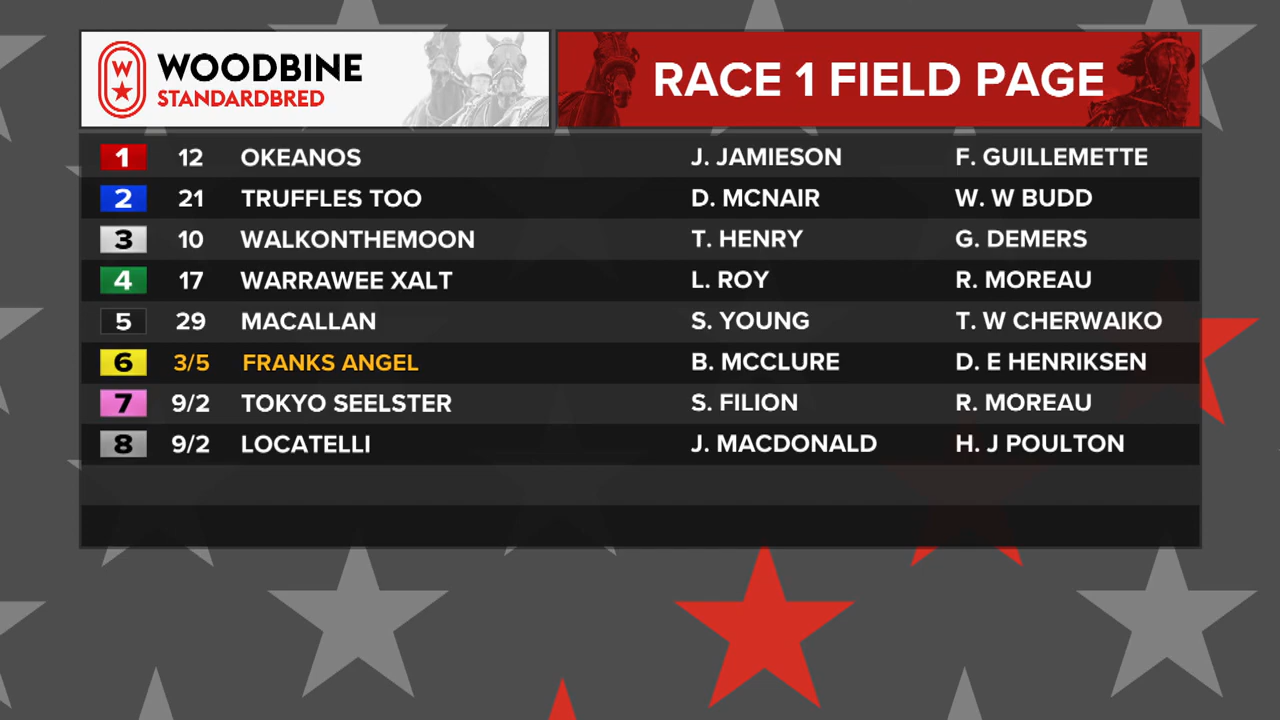 W
WOODBINE
STANDARDBRED
RACE 1 FIELD PAGE
1 12 OKEANOS J. JAMIESON F. GUILLEMETTE
2 21 TRUFFLES TOO D. MCNAIR W. W BUDD
3 10 WALKONTHEMOON T. HENRY G. DEMERS
4 17 WARRAWEE XALT L. ROY R. MOREAU
5 29 MACALLAN S. YOUNG T. W CHERWAIKO
6 3/5 FRANKS ANGEL B. MCCLURE D. E HENRIKSEN
7 9/2 TOKYO SEELSTER S. FILION R. MOREAU
8 9/2 LOCATELLI J. MACDONALD H. J POULTON